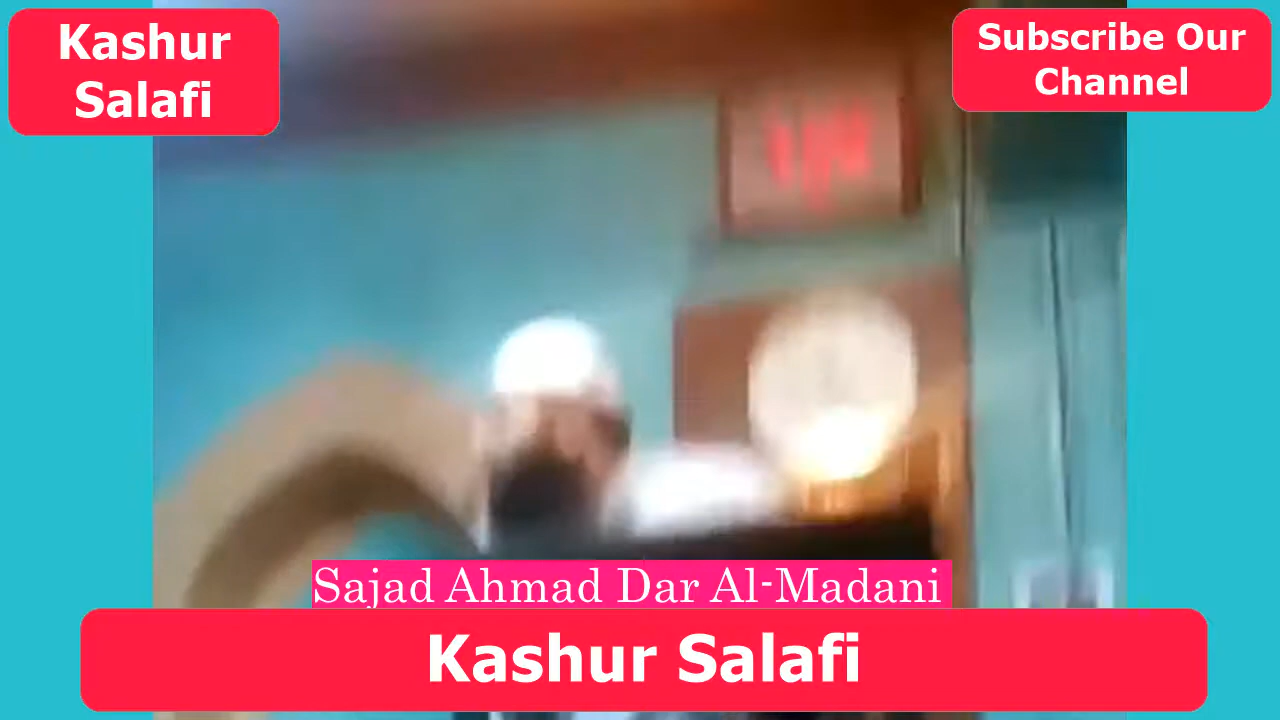 Kashur
Salafi
Subscribe Our
Channel
Sajad Ahmad Dar Al-Madani
Kashur Salafi